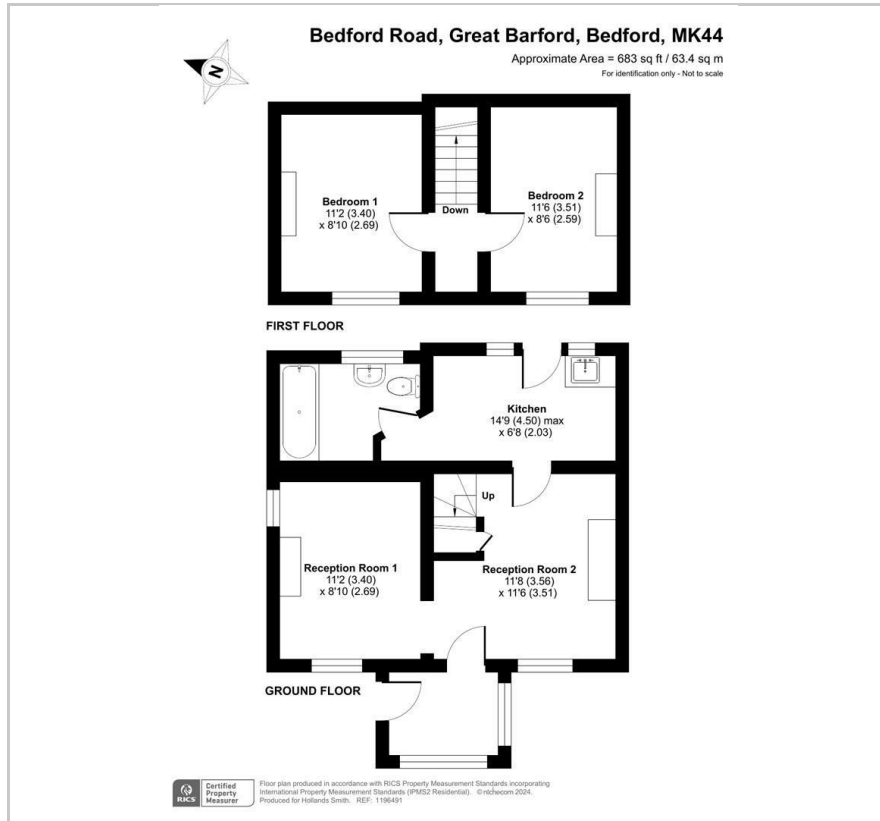 Bedford Road, Great Barford, Bedford, MK44
Approximate Area = 683 sq ft / 63.4 sq m
For identification only - Not to scale
N
Bedroom 1
11'2 (3.40)
x 8'10 (2.69)
Down
Bedroom 2
11'6 (3.51)
x 8'6 (2.59)
FIRST FLOOR
Kitchen
14'9 (4.50) max
x 6'8 (2.03)
Up
Reception Room 1
11'2 (3.40)
x 8'10 (2.69)
Reception Room 2
11'8 (3.56)
x 11'6 (3.51)
GROUND FLOOR
RICS
Certified
Property
Measurer
Floor plan produced in accordance with RICS Property Measurement Standards incorporating
International Property Measurement Standards (IPMS2 Residential). © nichecom 2024.
Produced for Hollands Smith. REF: 1196491